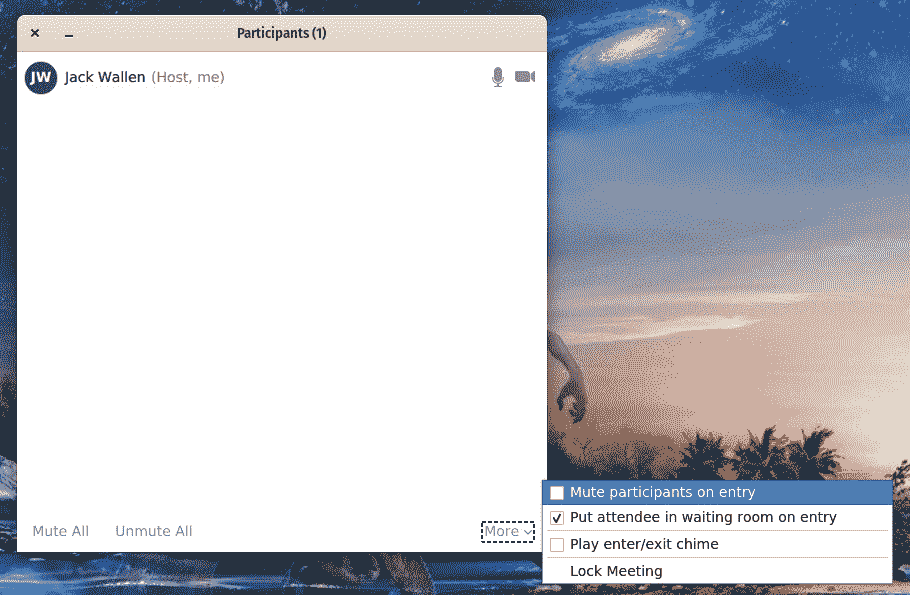 Participants (1)
JW Jack Wallen (Host, me)
Mute All Unmute All More
Mute participants on entry
Put attendee in waiting room on entry
Play enter/exit chime
Lock Meeting